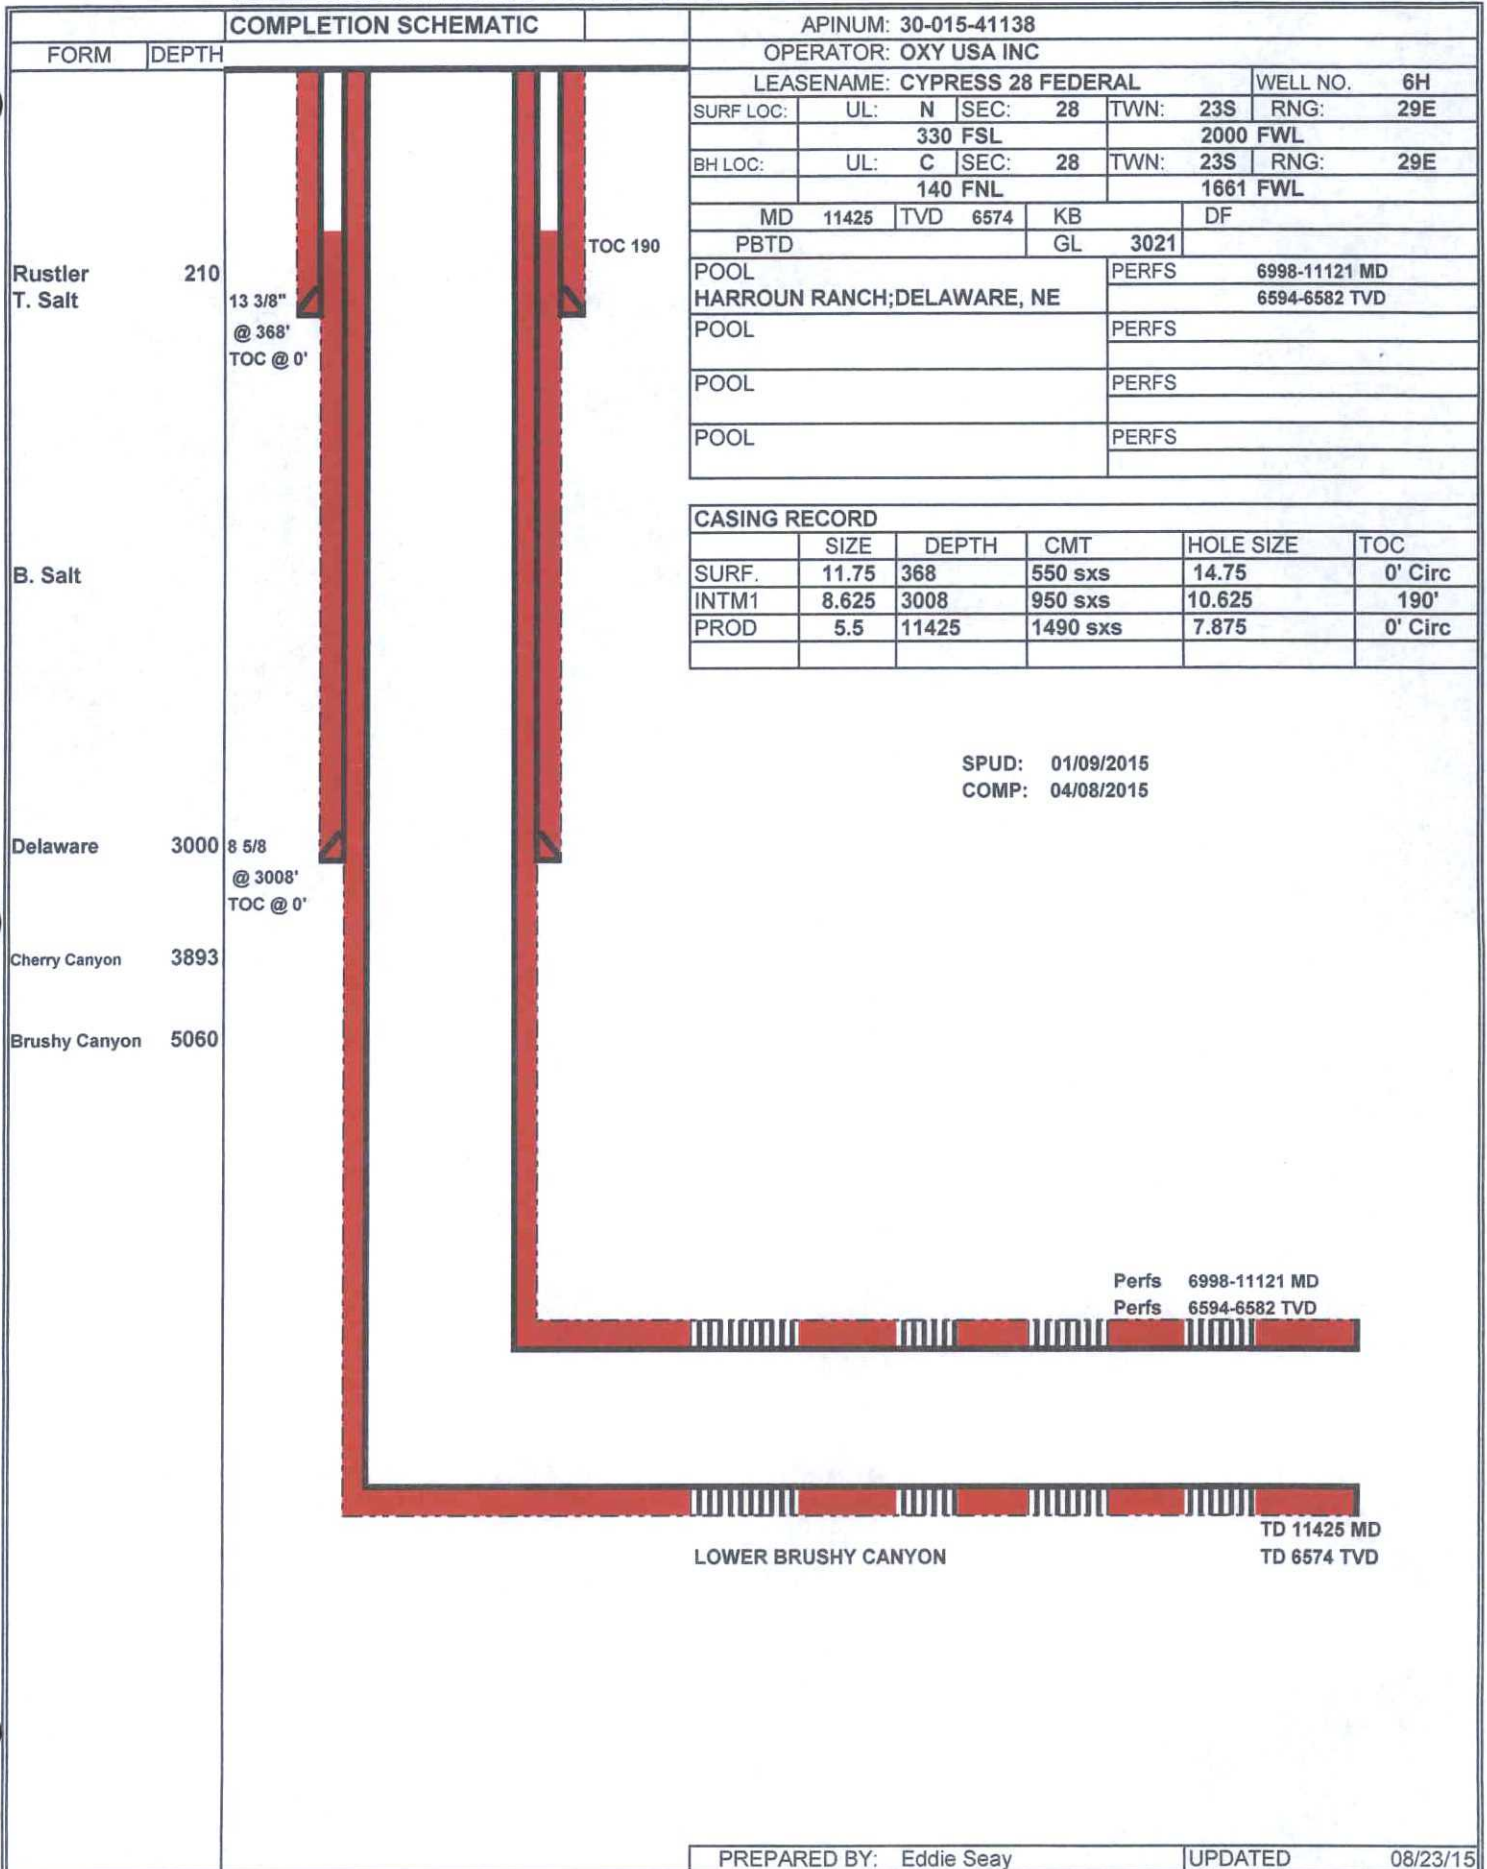 COMPLETION SCHEMATIC
FORM DEPTH
APINUM: 30-015-41138
OPERATOR: OXY USA INC
LEASENAME: CYPRESS 28 FEDERAL WELL NO. 6H
SURF LOC: UL: N SEC: 28 TWN: 23S RNG: 29E
330 FSL 2000 FWL
BH LOC: UL: C SEC: 28 TWN: 23S RNG: 29E
140 FNL 1661 FWL
MD 11425 TVD 6574 KB DF
PBTD GL 3021
POOL PERFS 6998-11121 MD
HARROUN RANCH;DELAWARE, NE 6594-6582 TVD
POOL PERFS
POOL PERFS
POOL PERFS
TOC 190
Rustler 210
T. Salt
13 3/8"
@ 368'
TOC @ 0'
CASING RECORD
SIZE DEPTH CMT HOLE SIZE TOC
SURF. 11.75 368 550 sxs 14.75 0' Circ
INTM1 8.625 3008 950 sxs 10.625 190'
PROD 5.5 11425 1490 sxs 7.875 0' Circ
B. Salt
SPUD: 01/09/2015
COMP: 04/08/2015
Delaware 3000
8 5/8
@ 3008'
TOC @ 0'
Cherry Canyon 3893
Brushy Canyon 5060
Perfs 6998-11121 MD
Perfs 6594-6582 TVD
TD 11425 MD
LOWER BRUSHY CANYON TD 6574 TVD
PREPARED BY: Eddie Seay UPDATED 08/23/15